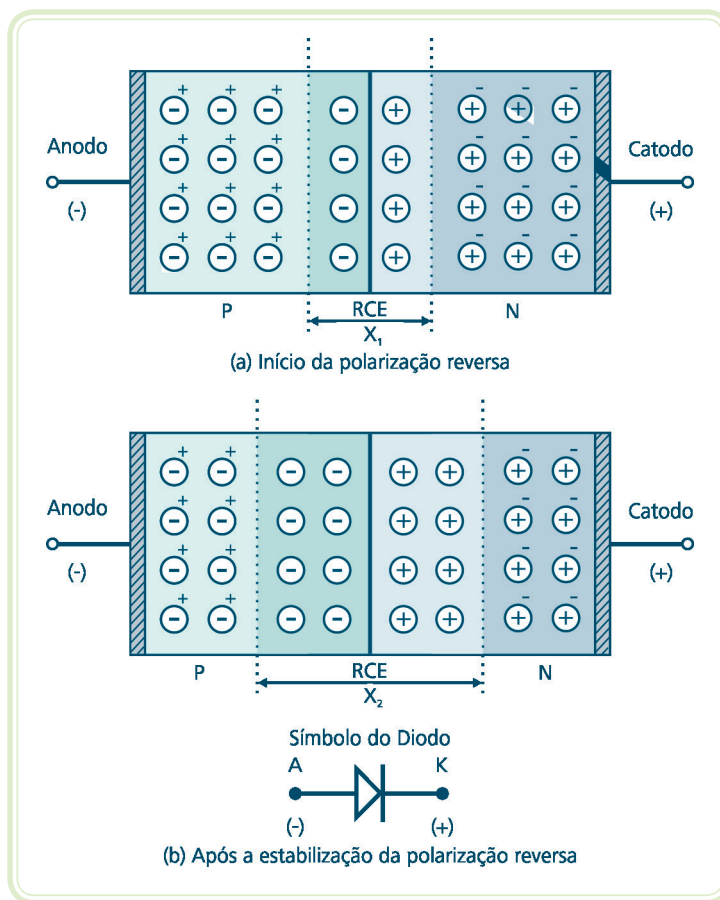 Anodo
(-)
Catodo
(+)
P
RCE
N
X₁
(a) Início da polarização reversa
Anodo
(-)
Catodo
(+)
P
RCE
N
X₂
Símbolo do Diodo
A K
(-) (+)
(b) Após a estabilização da polarização reversa